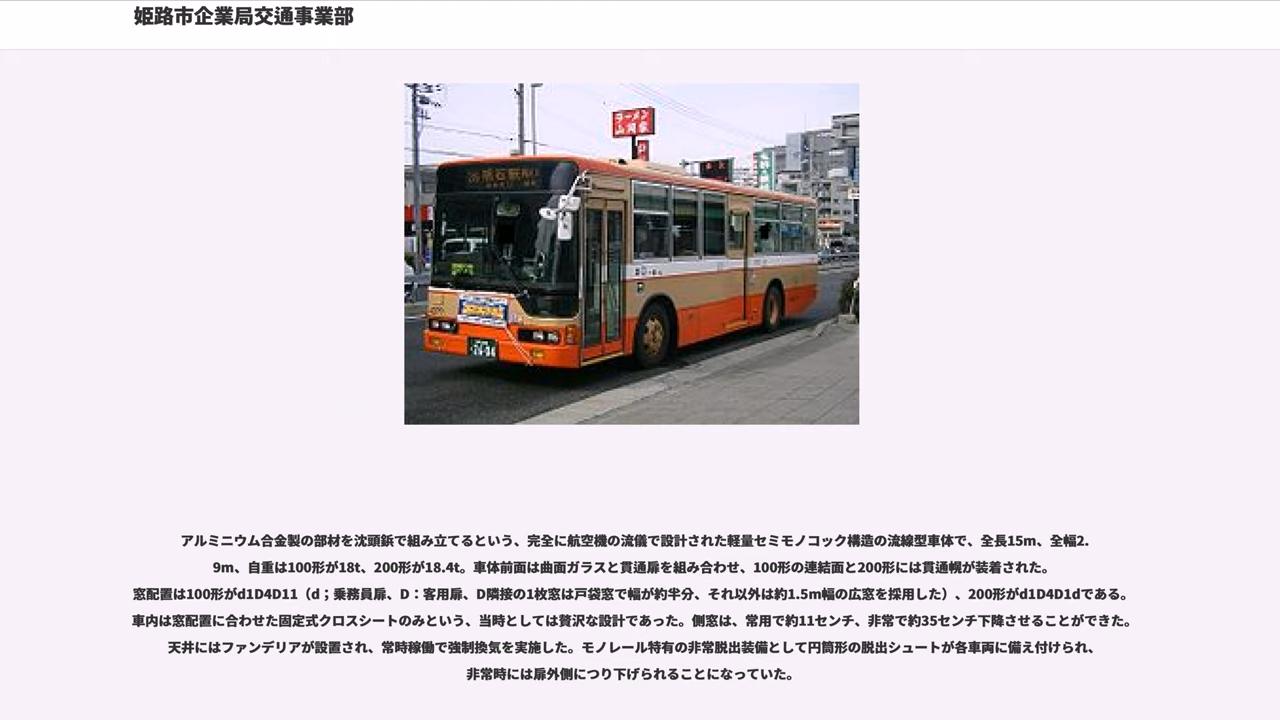 姫路市企業局交通事業部
ラーメン
山岡家
アルミニウム合金製の部材を沈頭鋲で組み立てるという、完全に航空機の流儀で設計された軽量セミモノコック構造の流線型車体で、全長15m、全幅2.
9m、自重は100形が18t、200形が18.4t。車体前面は曲面ガラスと貫通扉を組み合わせ、100形の連結面と200形には貫通幌が装着された。
窓配置は100形がd1D4D11（d；乗務員扉、D：客用扉、D隣接の1枚窓は戸袋窓で幅が約半分、それ以外は約1.5m幅の広窓を採用した）、200形がd1D4D1dである。
車内は窓配置に合わせた固定式クロスシートのみという、当時としては贅沢な設計であった。側窓は、常用で約11センチ、非常で約35センチ下降させることができた。
天井にはファンデリアが設置され、常時稼働で強制換気を実施した。モノレール特有の非常脱出装備として円筒形の脱出シュートが各車両に備え付けられ、
非常時には扉外側につり下げられることになっていた。